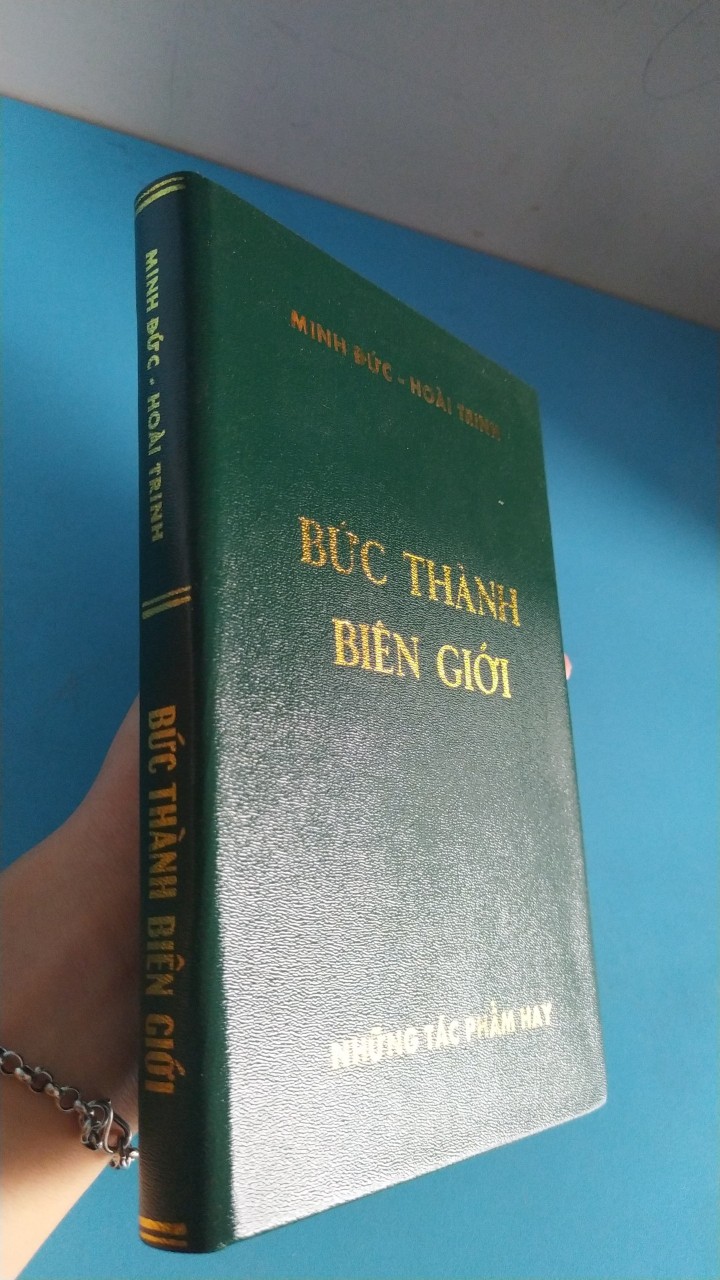 MINH ĐỨC - HOÀI TRINH
BỨC THÀNH BIÊN GIỚI
MINH ĐỨC - HOÀI TRINH
BỨC THÀNH
BIÊN GIỚI
NHỮNG TÁC PHẨM HAY